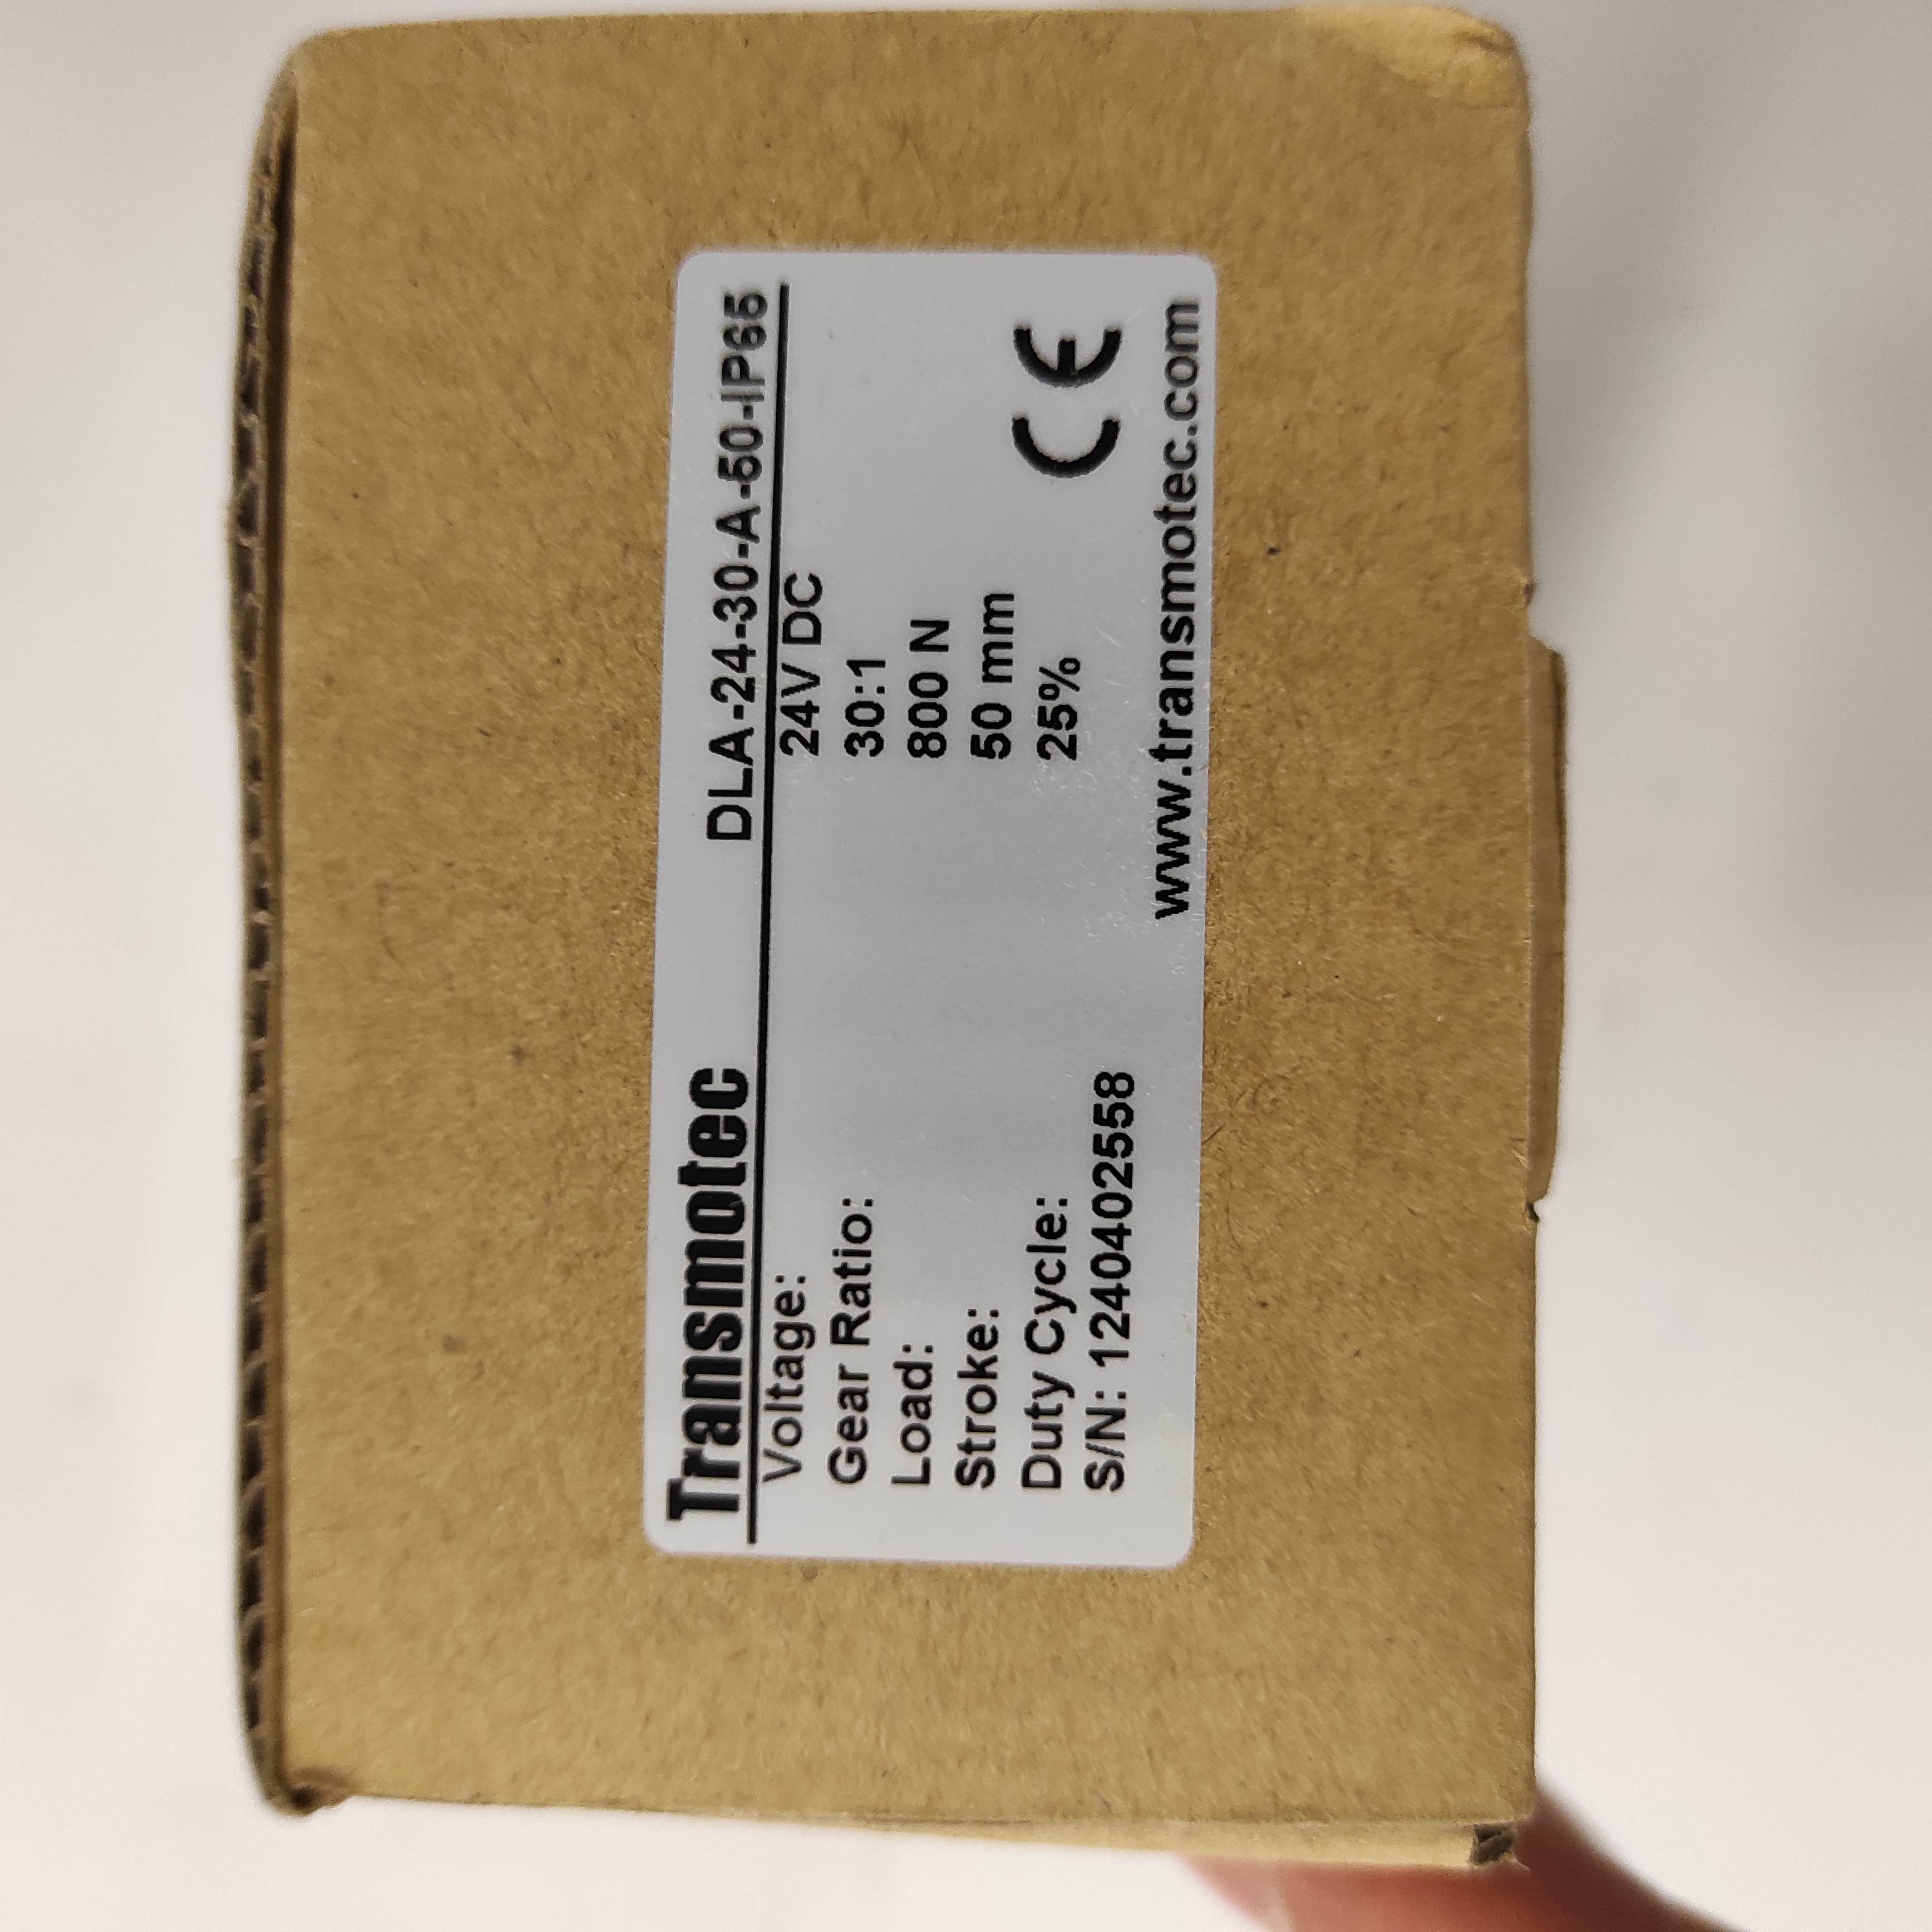 Transmotec DLA-24-30-A-50-IP65
Voltage: 24V DC
Gear Ratio: 30:1
Load: 800 N
Stroke: 50 mm
Duty Cycle: 25%
S/N: 1240402558
CE
www.transmotec.com